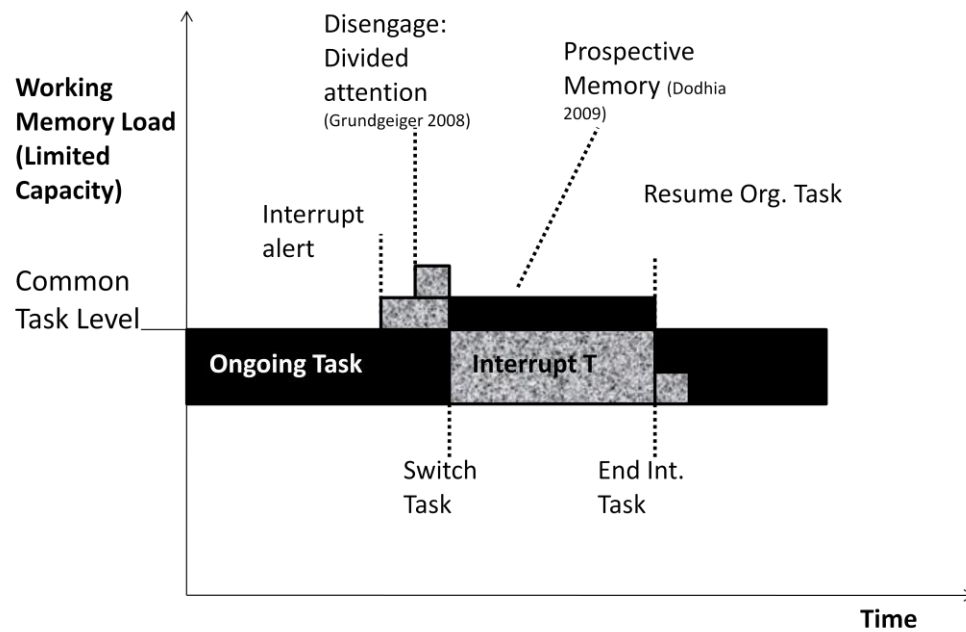 Disengage:
Divided
attention
(Grundgeiger 2008)
Prospective
Memory (Dodhia
2009)
Working
Memory Load
(Limited
Capacity)
Resume Org. Task
Interrupt
alert
Common
Task Level
Ongoing Task
Interrupt T
Switch
Task
End Int.
Task
Time